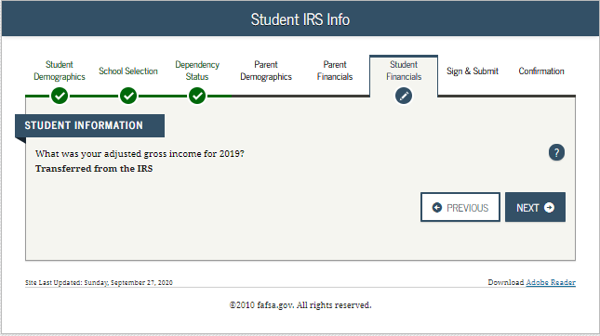 Student IRS Info
Student Demographics
School Selection
Dependency Status
Parent Demographics
Parent Financials
Student Financials
Sign & Submit
Confirmation
STUDENT INFORMATION
What was your adjusted gross income for 2019?
?
Transferred from the IRS
PREVIOUS
NEXT
Site Last Updated: Sunday, September 27, 2020
Download Adobe Reader
©2010 fafsa.gov. All rights reserved.